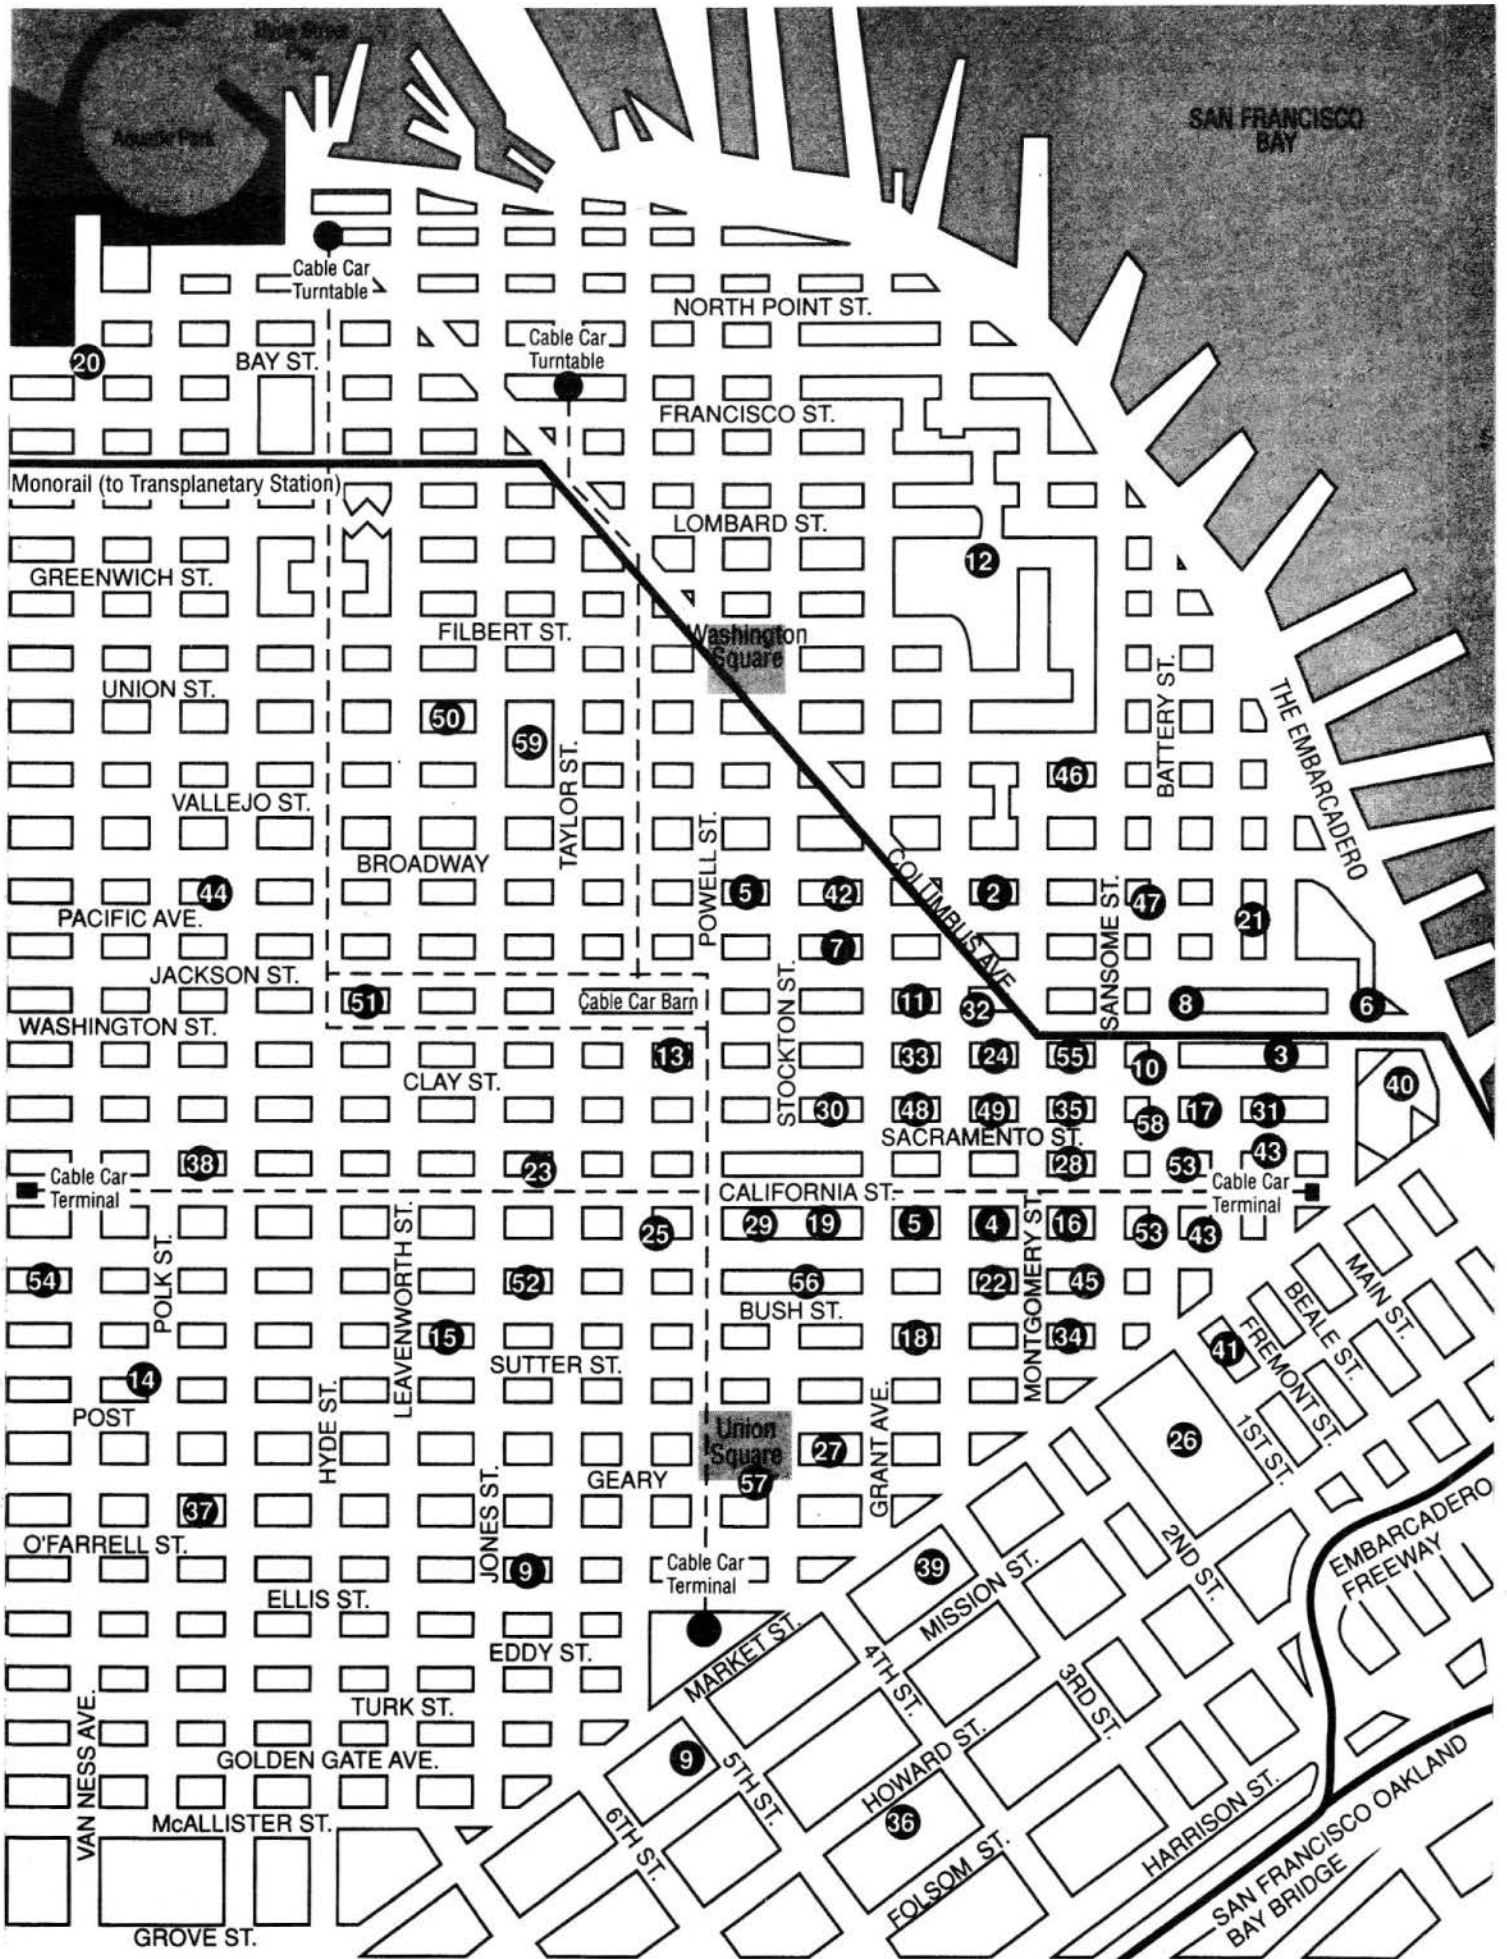 Hyde Street
Pier
Aquatic Park
SAN FRANCISCO
BAY
Cable Car
Turntable
NORTH POINT ST.
Cable Car
Turntable
20
BAY ST.
FRANCISCO ST.
Monorail (to Transplanetary Station)
LOMBARD ST.
12
GREENWICH ST.
FILBERT ST.
Washington
Square
UNION ST.
50
59
BATTERY ST.
THE EMBARCADERO
46
TAYLOR ST.
VALLEJO ST.
POWELL ST.
BROADWAY
COLUMBUS AVE
44
5
42
2
47
21
PACIFIC AVE.
SANSOME ST.
7
JACKSON ST.
STOCKTON ST.
51
Cable Car Barn
11
32
8
6
WASHINGTON ST.
13
33
24
55
10
3
CLAY ST.
40
30
48
49
35
58
17
31
SACRAMENTO ST.
38
23
28
53
43
Cable Car
Terminal
Cable Car
Terminal
CALIFORNIA ST.
LEAVENWORTH ST.
25
29
19
5
4
16
53
43
MONTGOMERY ST.
POLK ST.
54
52
56
22
45
MAIN ST.
BEALE ST.
FREMONT ST.
BUSH ST.
15
18
34
41
SUTTER ST.
14
POST
HYDE ST.
GRANT AVE.
Union
Square
27
26
1ST ST.
GEARY
57
JONES ST.
37
O'FARRELL ST.
EMBARCADERO
FREEWAY
2ND ST.
9
Cable Car
Terminal
39
MISSION ST.
ELLIS ST.
EDDY ST.
MARKET ST.
4TH ST.
3RD ST.
VAN NESS AVE.
TURK ST.
GOLDEN GATE AVE.
9
5TH ST.
HOWARD ST.
McALLISTER ST.
6TH ST.
36
HARRISON ST.
FOLSOM ST.
SAN FRANCISCO OAKLAND
BAY BRIDGE
GROVE ST.